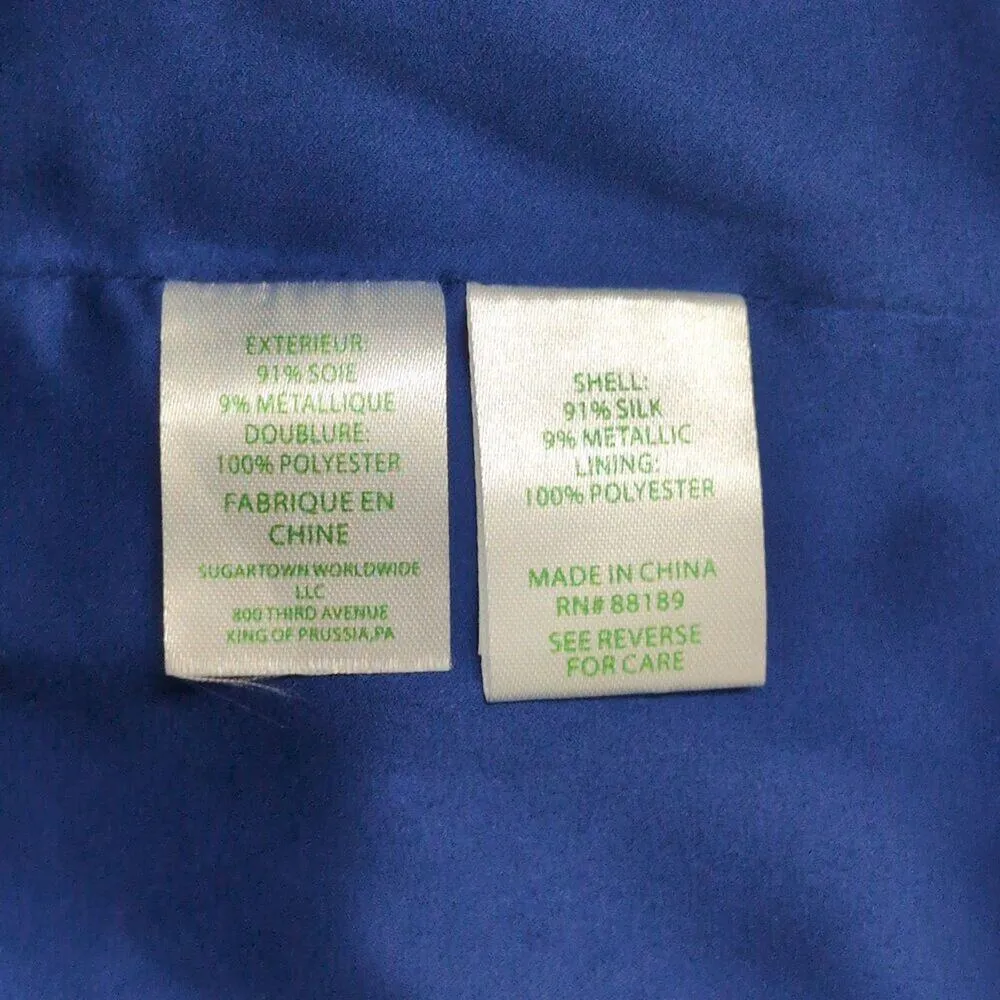 EXTERIEUR:
91% SOIE
9% METALLIQUE
DOUBLURE:
100% POLYESTER
FABRIQUE EN
CHINE
SUGARTOWN WORLDWIDE
LLC
800 THIRD AVENUE
KING OF PRUSSIA,PA
SHELL:
91% SILK
9% METALLIC
LINING:
100% POLYESTER
MADE IN CHINA
RN# 88189
SEE REVERSE
FOR CARE